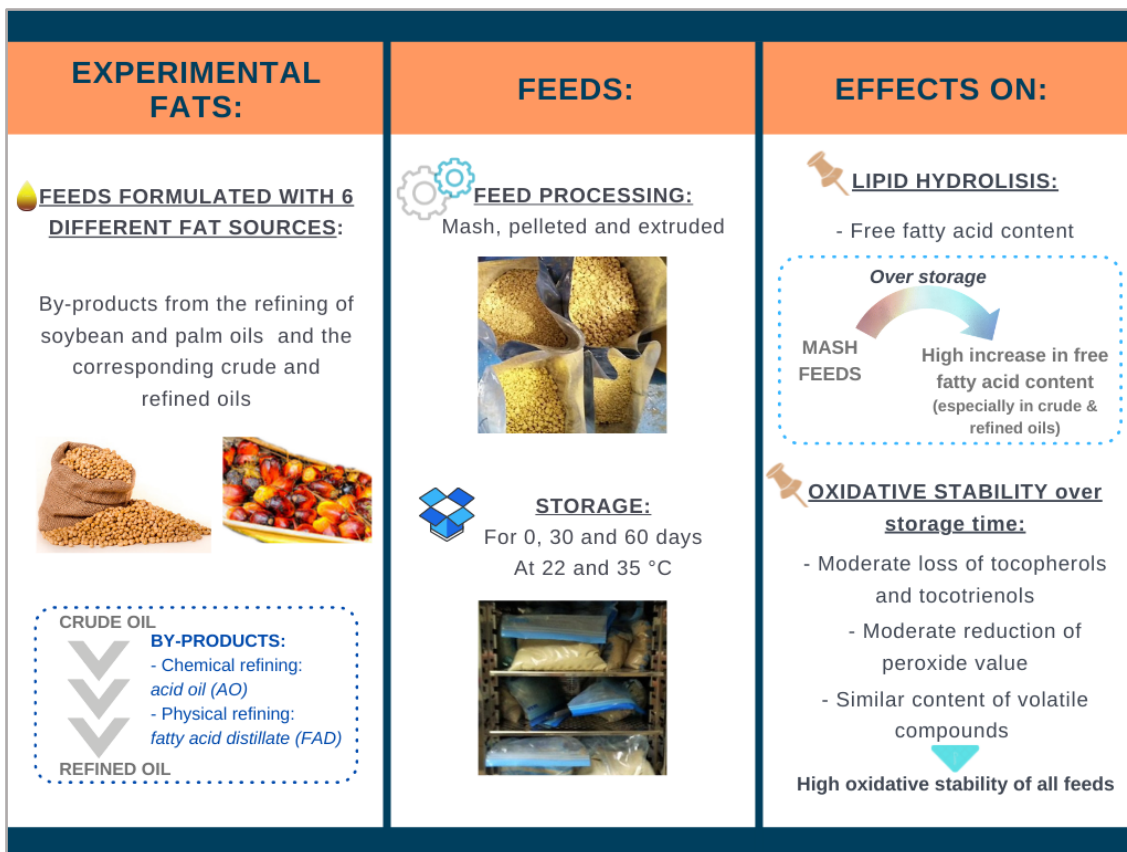 EXPERIMENTAL
FATS:
FEEDS FORMULATED WITH 6
DIFFERENT FAT SOURCES:
By-products from the refining of
soybean and palm oils and the
corresponding crude and
refined oils
CRUDE OIL
BY-PRODUCTS:
- Chemical refining:
acid oil (AO)
- Physical refining:
fatty acid distillate (FAD)
REFINED OIL
FEEDS:
FEED PROCESSING:
Mash, pelleted and extruded
STORAGE:
For 0, 30 and 60 days
At 22 and 35 °C
EFFECTS ON:
LIPID HYDROLISIS:
- Free fatty acid content
Over storage
MASH
FEEDS
High increase in free
fatty acid content
(especially in crude &
refined oils)
OXIDATIVE STABILITY over
storage time:
- Moderate loss of tocopherols
and tocotrienols
- Moderate reduction of
peroxide value
- Similar content of volatile
compounds
High oxidative stability of all feeds